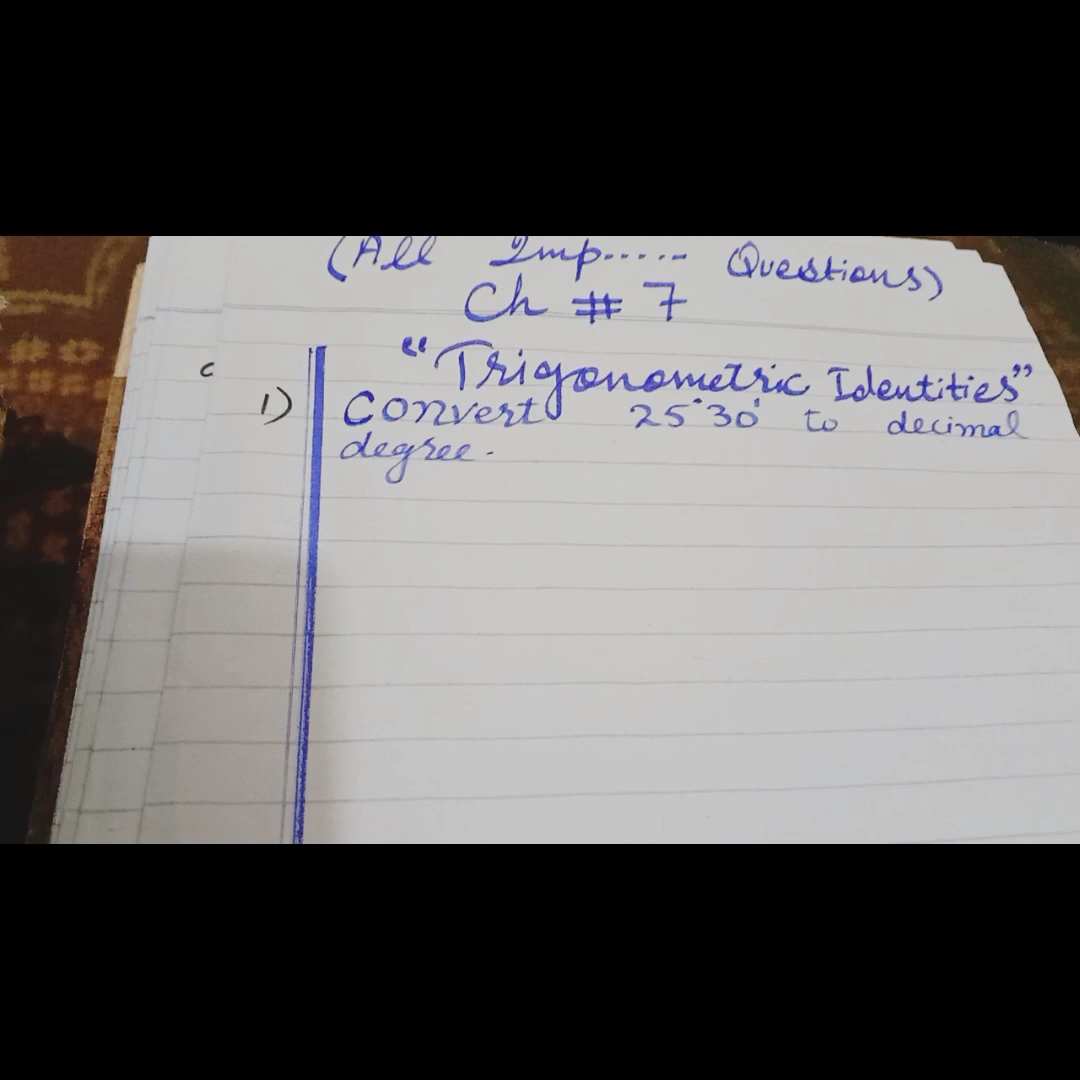 (All Imp...... Questions)
Ch # 7
"Trigonometric Identities"
c
1) Convert 25°30' to decimal
degree.